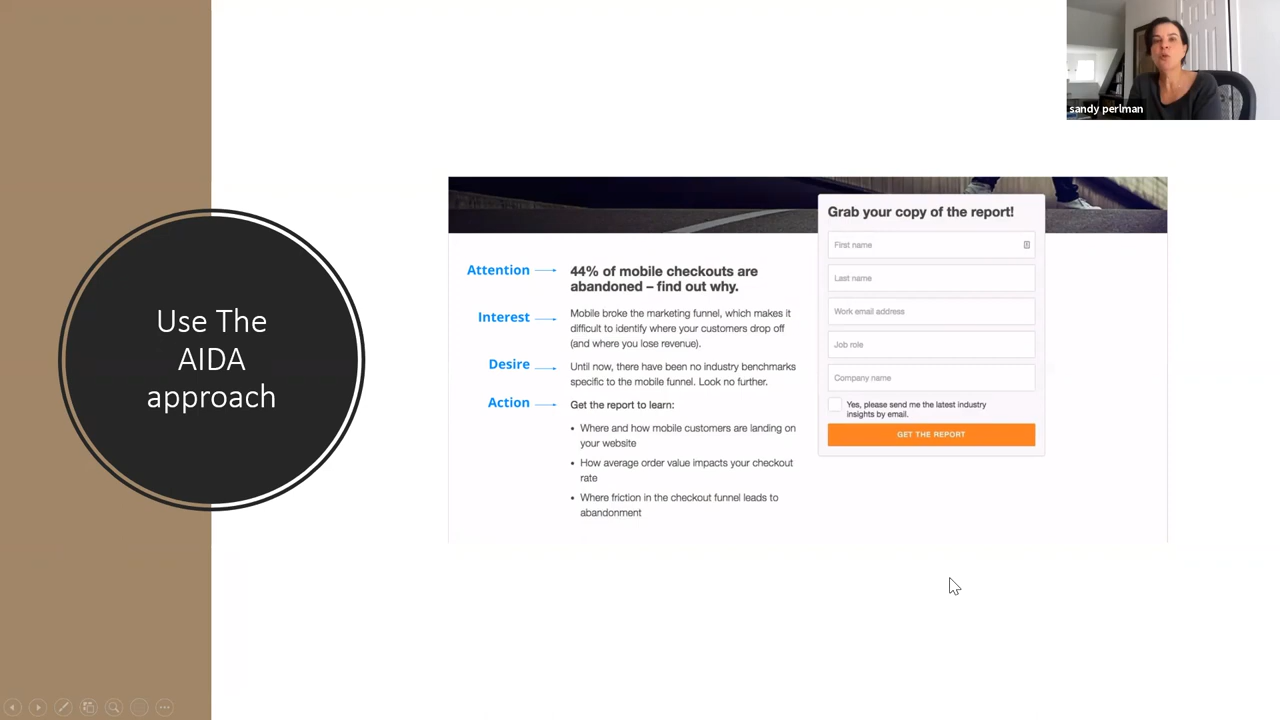 sandy perlman
Use The
AIDA
approach
Attention
44% of mobile checkouts are
abandoned – find out why.
Interest
Mobile broke the marketing funnel, which makes it
difficult to identify where your customers drop off
(and where you lose revenue).
Desire
Until now, there have been no industry benchmarks
specific to the mobile funnel. Look no further.
Action
Get the report to learn:
• Where and how mobile customers are landing on
your website
• How average order value impacts your checkout
rate
• Where friction in the checkout funnel leads to
abandonment
Grab your copy of the report!
First name
Last name
Work email address
Job role
Company name
Yes, please send me the latest industry
insights by email.
GET THE REPORT